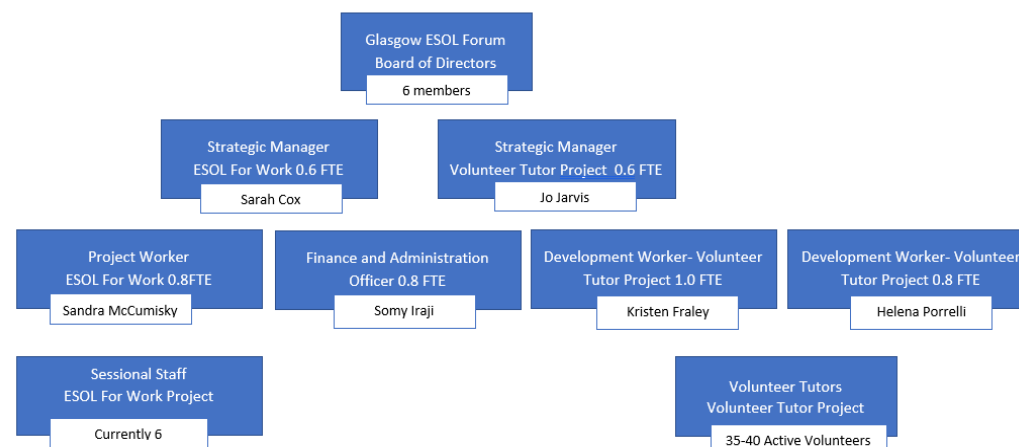 Glasgow ESOL Forum
Board of Directors
6 members
Strategic Manager
ESOL For Work 0.6 FTE
Sarah Cox
Strategic Manager
Volunteer Tutor Project 0.6 FTE
Jo Jarvis
Project Worker
ESOL For Work 0.8FTE
Sandra McCumisky
Finance and Administration
Officer 0.8 FTE
Somy Iraji
Development Worker- Volunteer
Tutor Project 1.0 FTE
Kristen Fraley
Development Worker- Volunteer
Tutor Project 0.8 FTE
Helena Porrelli
Sessional Staff
ESOL For Work Project
Currently 6
Volunteer Tutors
Volunteer Tutor Project
35-40 Active Volunteers